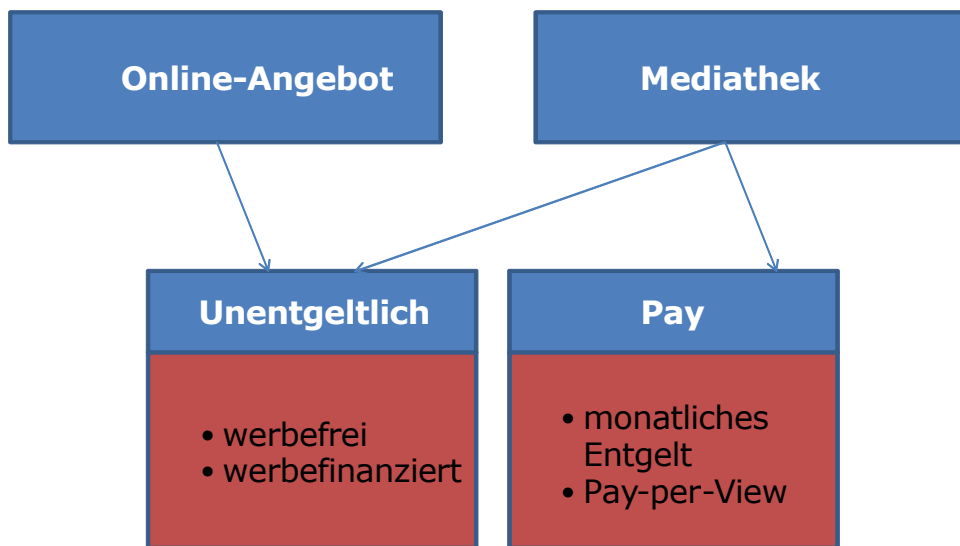 Online-Angebot
Mediathek
Unentgeltlich
• werbefrei
• werbefinanziert
Pay
• monatliches
Entgelt
• Pay-per-View